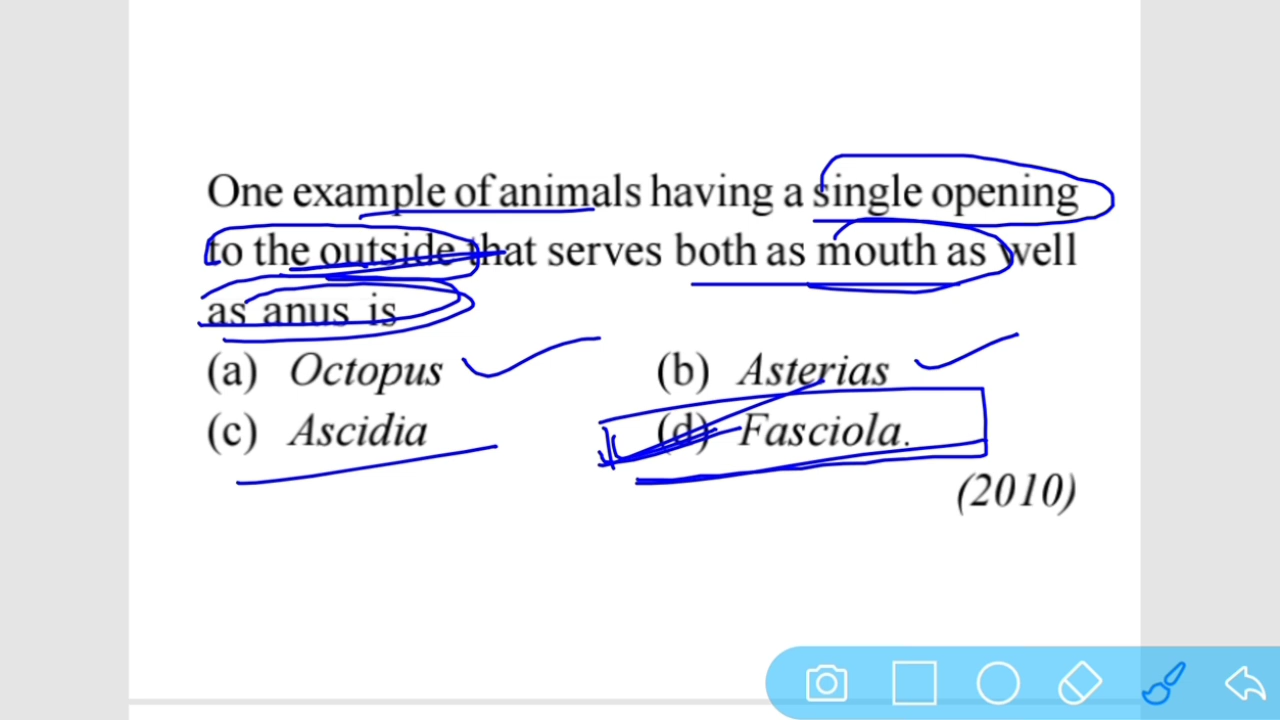 One example of animals having a single opening
to the outside that serves both as mouth as well
as anus is
(a) Octopus (b) Asterias
(c) Ascidia (d) Fasciola.
(2010)